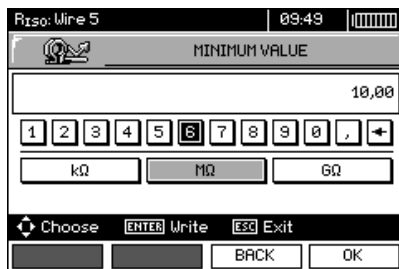 RISO: Wire 5 09:49
MINIMUM VALUE
10,00
1 2 3 4 5 6 7 8 9 0 , ←
kΩ MΩ GΩ
Choose ENTER Write ESC Exit
BACK OK